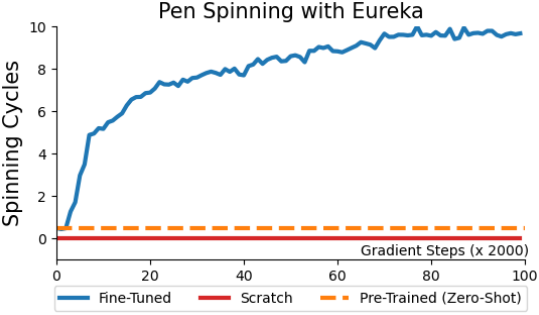 Pen Spinning with Eureka
Spinning Cycles
10
8
6
4
2
0
Gradient Steps (x 2000)
0 20 40 60 80 100
Fine-Tuned Scratch Pre-Trained (Zero-Shot)